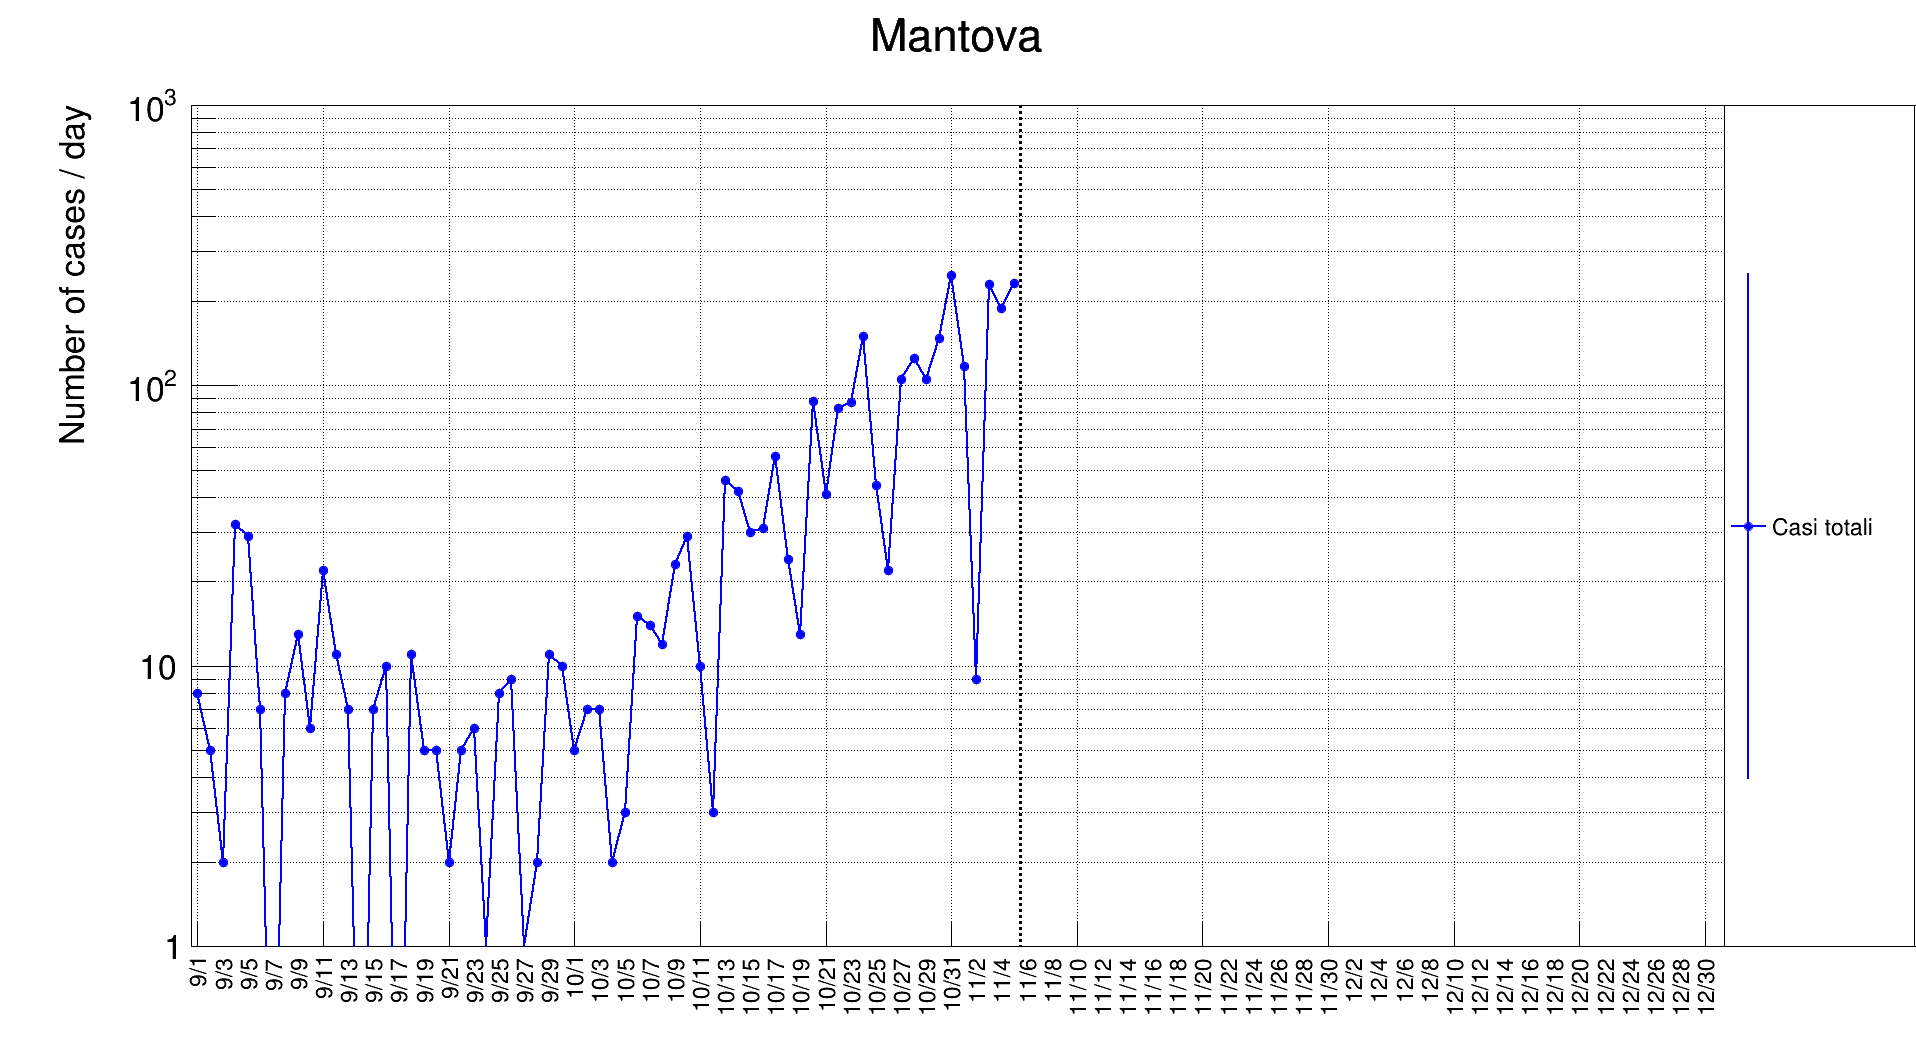 Mantova
Number of cases / day
10³
10²
10
1
9/1 9/3 9/5 9/7 9/9 9/11 9/13 9/15 9/17 9/19 9/21 9/23 9/25 9/27 9/29 10/1 10/3 10/5 10/7 10/9 10/11 10/13 10/15 10/17 10/19 10/21 10/23 10/25 10/27 10/29 10/31 11/2 11/4 11/6 11/8 11/10 11/12 11/14 11/16 11/18 11/20 11/22 11/24 11/26 11/28 11/30 12/2 12/4 12/6 12/8 12/10 12/12 12/14 12/16 12/18 12/20 12/22 12/24 12/26 12/28 12/30
Casi totali